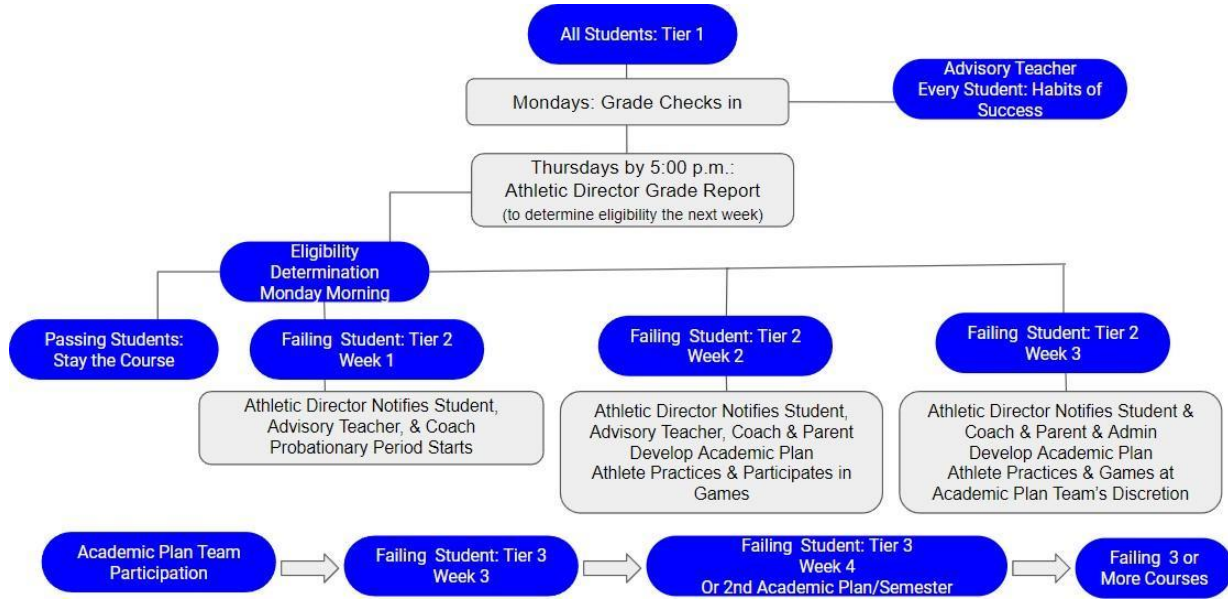 All Students: Tier 1
Advisory Teacher
Every Student: Habits of
Success
Mondays: Grade Checks in
Thursdays by 5:00 p.m.:
Athletic Director Grade Report
(to determine eligibility the next week)
Eligibility
Determination
Monday Morning
Passing Students:
Stay the Course
Failing Student: Tier 2
Week 1
Failing Student: Tier 2
Week 2
Failing Student: Tier 2
Week 3
Athletic Director Notifies Student,
Advisory Teacher, & Coach
Probationary Period Starts
Athletic Director Notifies Student,
Advisory Teacher, Coach & Parent
Develop Academic Plan
Athlete Practices & Participates in
Games
Athletic Director Notifies Student &
Coach & Parent & Admin
Develop Academic Plan
Athlete Practices & Games at
Academic Plan Team’s Discretion
Academic Plan Team
Participation
Failing Student: Tier 3
Week 3
Failing Student: Tier 3
Week 4
Or 2nd Academic Plan/Semester
Failing 3 or
More Courses